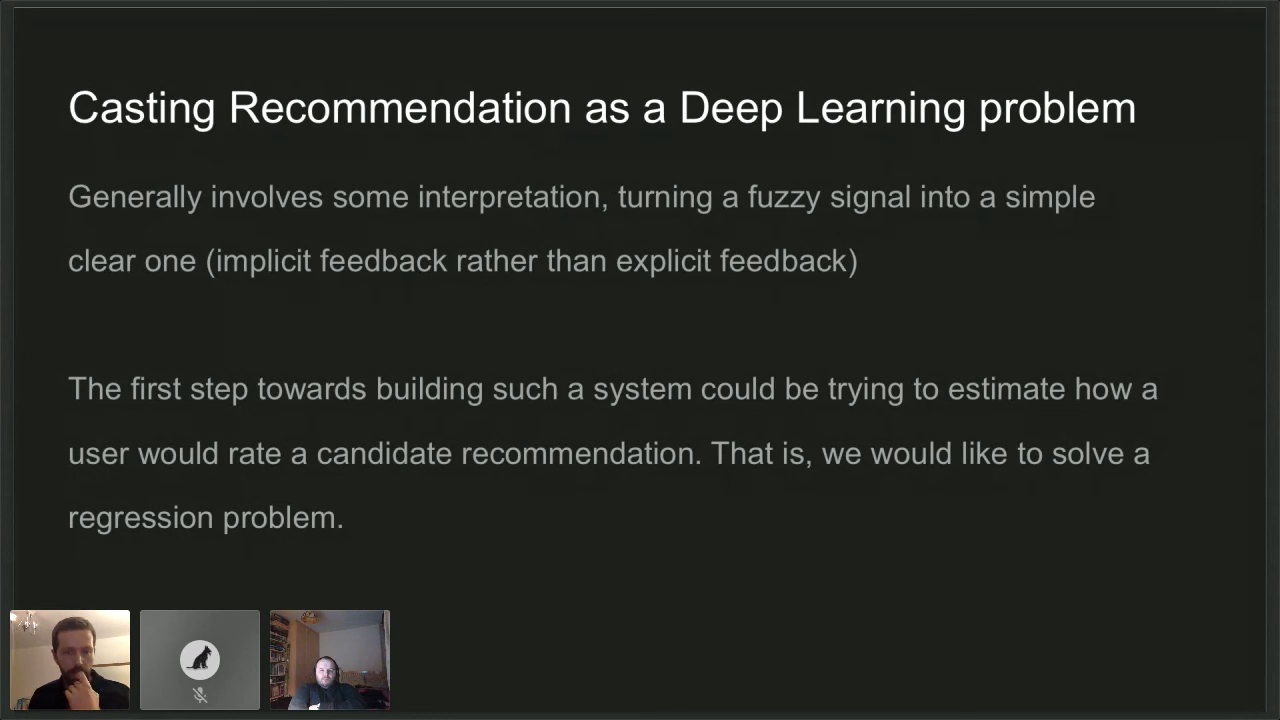 Casting Recommendation as a Deep Learning problem
Generally involves some interpretation, turning a fuzzy signal into a simple
clear one (implicit feedback rather than explicit feedback)
The first step towards building such a system could be trying to estimate how a
user would rate a candidate recommendation. That is, we would like to solve a
regression problem.